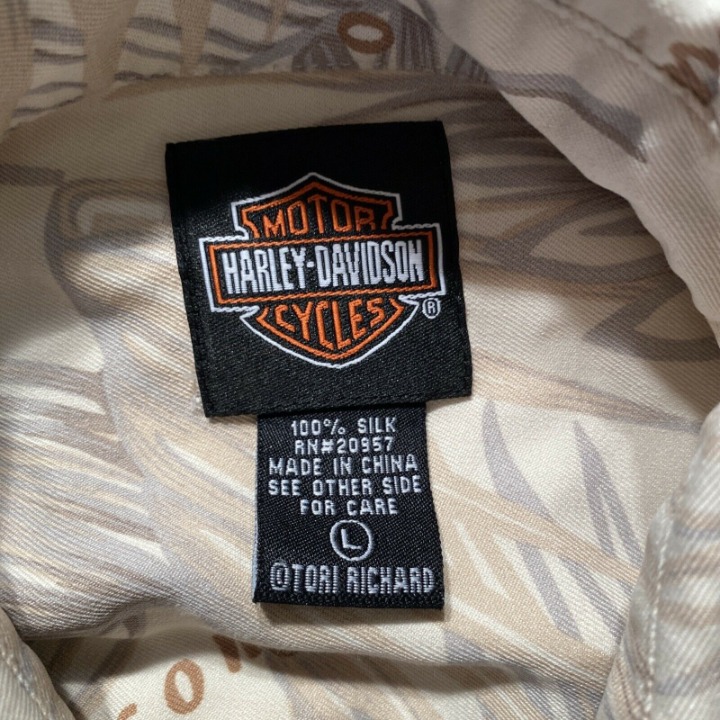 MOTOR
HARLEY-DAVIDSON
CYCLES
®
100% SILK
RN#20957
MADE IN CHINA
SEE OTHER SIDE
FOR CARE
L
©TORI RICHARD